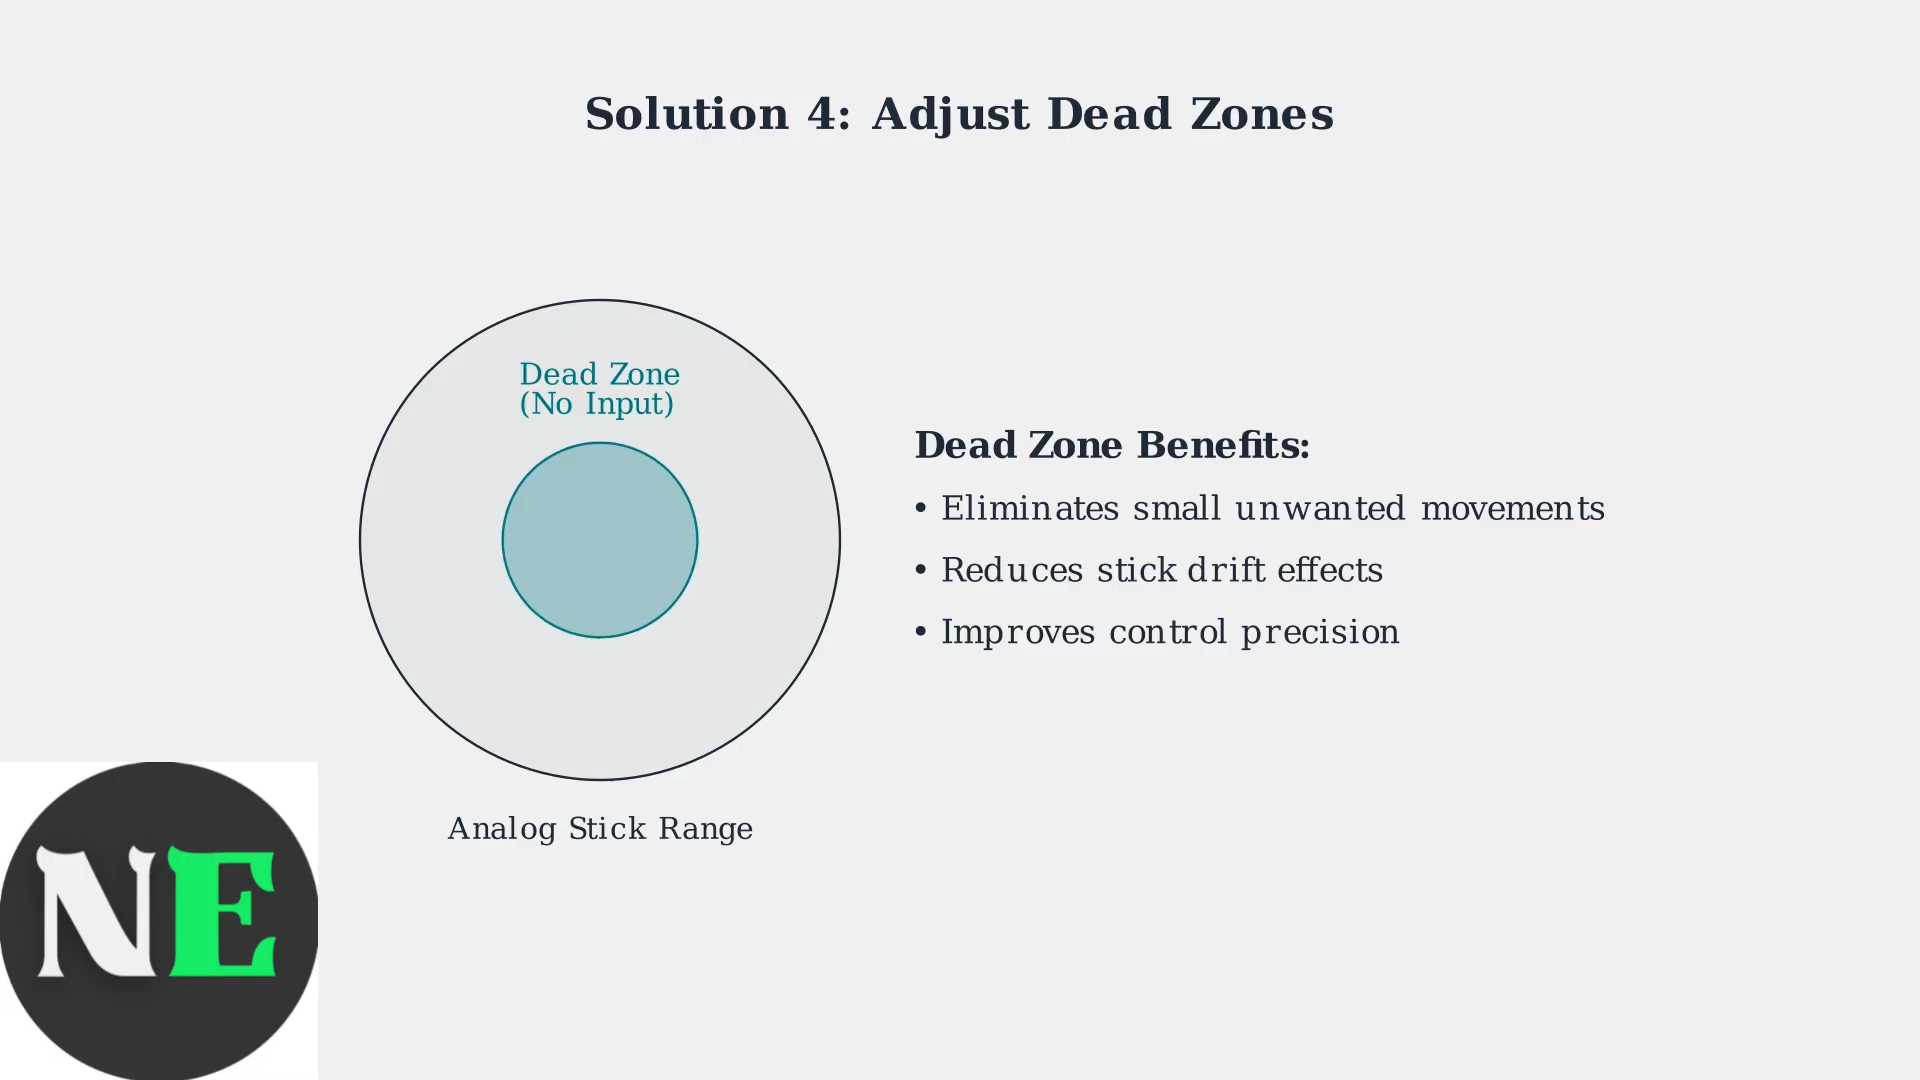 Solution 4: Adjust Dead Zones
Dead Zone
(No Input)
Dead Zone Benefits:
• Eliminates small unwanted movements
• Reduces stick drift effects
• Improves control precision
Analog Stick Range
NE